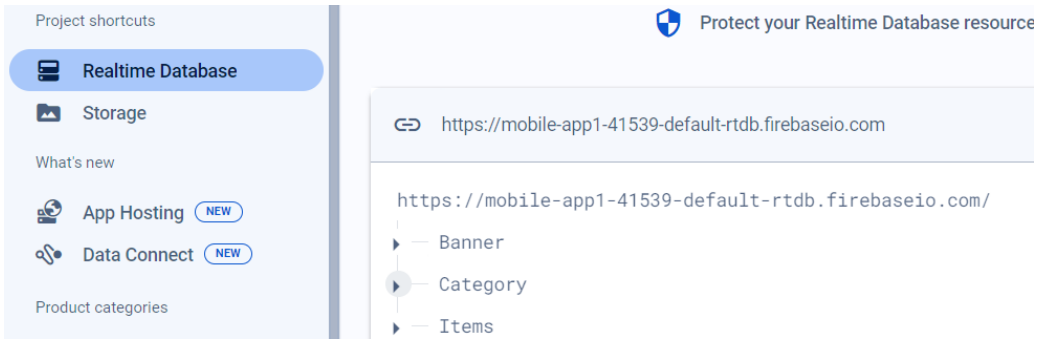 Project shortcuts
Realtime Database
Storage
What's new
App Hosting NEW
Data Connect NEW
Product categories
Protect your Realtime Database resource
https://mobile-app1-41539-default-rtdb.firebaseio.com
https://mobile-app1-41539-default-rtdb.firebaseio.com/
Banner
Category
Items